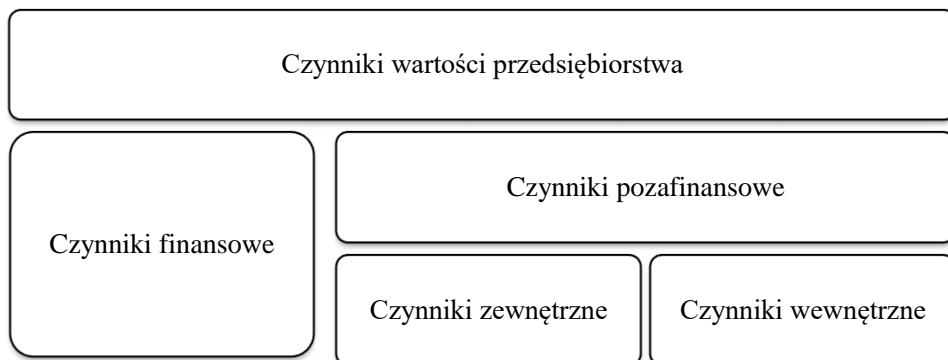 Czynniki wartości przedsiębiorstwa
Czynniki pozafinansowe
Czynniki finansowe
Czynniki zewnętrzne
Czynniki wewnętrzne